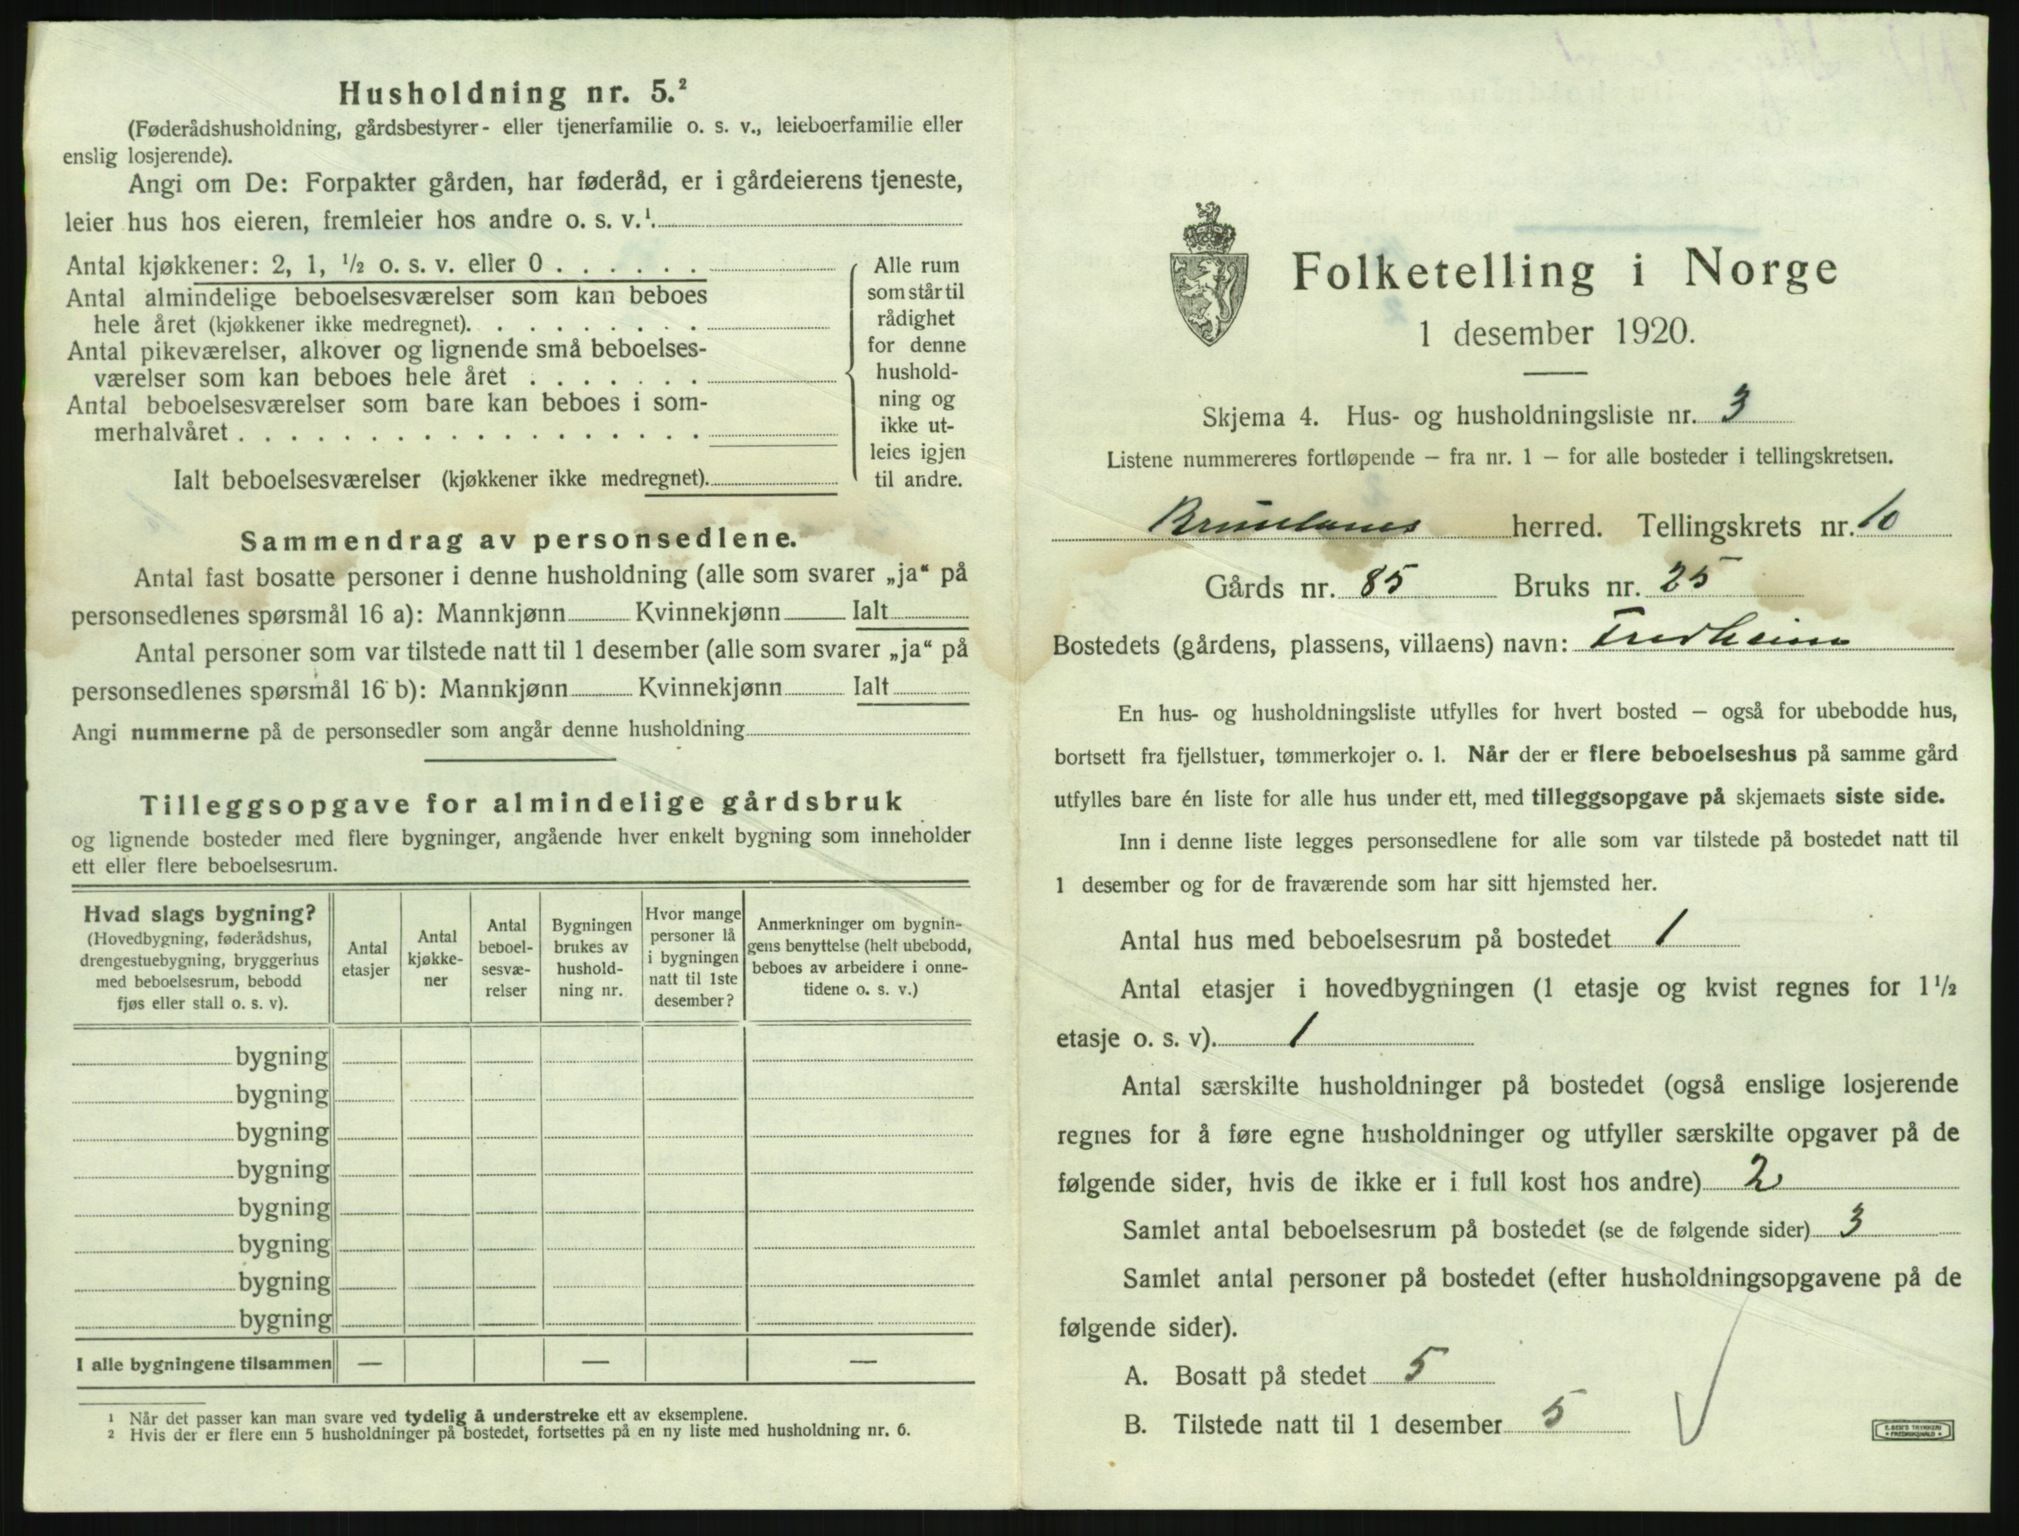 Husholdning nr. 5.²
(Føderådshusholdning, gårdsbestyrer- eller tjenerfamilie o. s. v., leieboerfamilie eller
enslig losjerende).
Angi om De: Forpakter gården, har føderåd, er i gårdeierens tjeneste,
leier hus hos eieren, fremleier hos andre o. s. v.¹.
Antal kjøkkener: 2, 1, ½ o. s. v. eller 0 . . . . . .
Antal almindelige beboelsesværelser som kan beboes
hele året (kjøkkener ikke medregnet). . . . . . . . .
Antal pikeværelser, alkover og lignende små beboelses-
værelser som kan beboes hele året . . . . . . .
Antal beboelsesværelser som bare kan beboes i som-
merhalvåret . . . . . . . . . . . . . . . . . .
Ialt beboelsesværelser (kjøkkener ikke medregnet).
Alle rum
som står til
rådighet
for denne
hushold-
ning og
ikke ut-
leies igjen
til andre.
Sammendrag av personsedlene.
Antal fast bosatte personer i denne husholdning (alle som svarer „ja“ på
personsedlenes spørsmål 16 a): Mannkjønn Kvinnekjønn Ialt
Antal personer som var tilstede natt til 1 desember (alle som svarer „ja“ på
personsedlenes spørsmål 16 b): Mannkjønn Kvinnekjønn Ialt
Angi nummerne på de personsedler som angår denne husholdning
Tilleggsopgave for almindelige gårdsbruk
og lignende bosteder med flere bygninger, angående hver enkelt bygning som inneholder
ett eller flere beboelsesrum.
Hvad slags bygning?
(Hovedbygning, føderådshus,
drengestuebygning, bryggerhus
med beboelsesrum, bebodd
fjøs eller stall o. s. v).
Antal
etasjer
Antal
kjøkke-
ner
Antal
beboel-
sesvæ-
relser
Bygningen
brukes av
hushold-
ning nr.
Hvor mange
personer lå
i bygningen
natt til 1ste
desember?
Anmerkninger om bygnin-
gens benyttelse (helt ubebodd,
beboes av arbeidere i onne-
tidene o. s. v.)
bygning
bygning
bygning
bygning
bygning
bygning
bygning
bygning
I alle bygningene tilsammen — — —
¹ Når det passer kan man svare ved tydelig å understreke ett av eksemplene.
² Hvis der er flere enn 5 husholdninger på bostedet, fortsettes på en ny liste med husholdning nr. 6.
Folketelling i Norge
1 desember 1920.
Skjema 4. Hus- og husholdningsliste nr. 3
Listene nummereres fortløpende – fra nr. 1 – for alle bosteder i tellingskretsen.
Brunlanes herred. Tellingskrets nr. 10
Gårds nr. 85 Bruks nr. 25
Bostedets (gårdens, plassens, villaens) navn: Fredheim
En hus- og husholdningsliste utfylles for hvert bosted – også for ubebodde hus,
bortsett fra fjellstuer, tømmerkojer o. l. Når der er flere beboelseshus på samme gård
utfylles bare én liste for alle hus under ett, med tilleggsopgave på skjemaets siste side.
Inn i denne liste legges personsedlene for alle som var tilstede på bostedet natt til
1 desember og for de fraværende som har sitt hjemsted her.
Antal hus med beboelsesrum på bostedet 1
Antal etasjer i hovedbygningen (1 etasje og kvist regnes for 1½
etasje o. s. v). 1
Antal særskilte husholdninger på bostedet (også enslige losjerende
regnes for å føre egne husholdninger og utfyller særskilte opgaver på de
følgende sider, hvis de ikke er i full kost hos andre) 2
Samlet antal beboelsesrum på bostedet (se de følgende sider) 3
Samlet antal personer på bostedet (efter husholdningsopgavene på de
følgende sider).
A. Bosatt på stedet 5
B. Tilstede natt til 1 desember 5